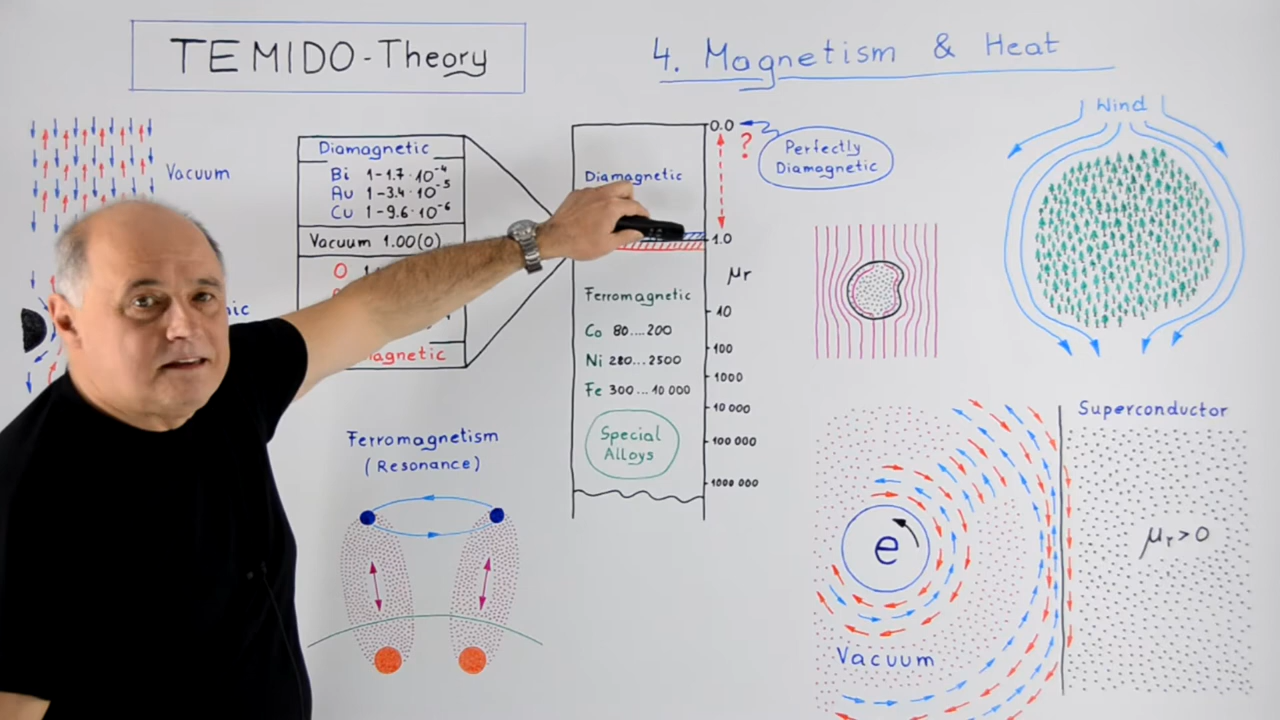 TEMIDO-Theory
4. Magnetism & Heat
Vacuum
Diamagnetic
Bi 1-1.7·10⁻⁴
Au 1-3.4·10⁻⁵
Cu 1-9.6·10⁻⁶
Vacuum 1.00(0)
O
Diamagnetic
0.0
?
Perfectly
Diamagnetic
1.0
μr
Ferromagnetic
Co 80...200
Ni 280...2500
Fe 300...10 000
Special
Alloys
10
100
1000
10 000
100 000
1000 000
Wind
Ferromagnetism
(Resonance)
e
Vacuum
Superconductor
μr>0